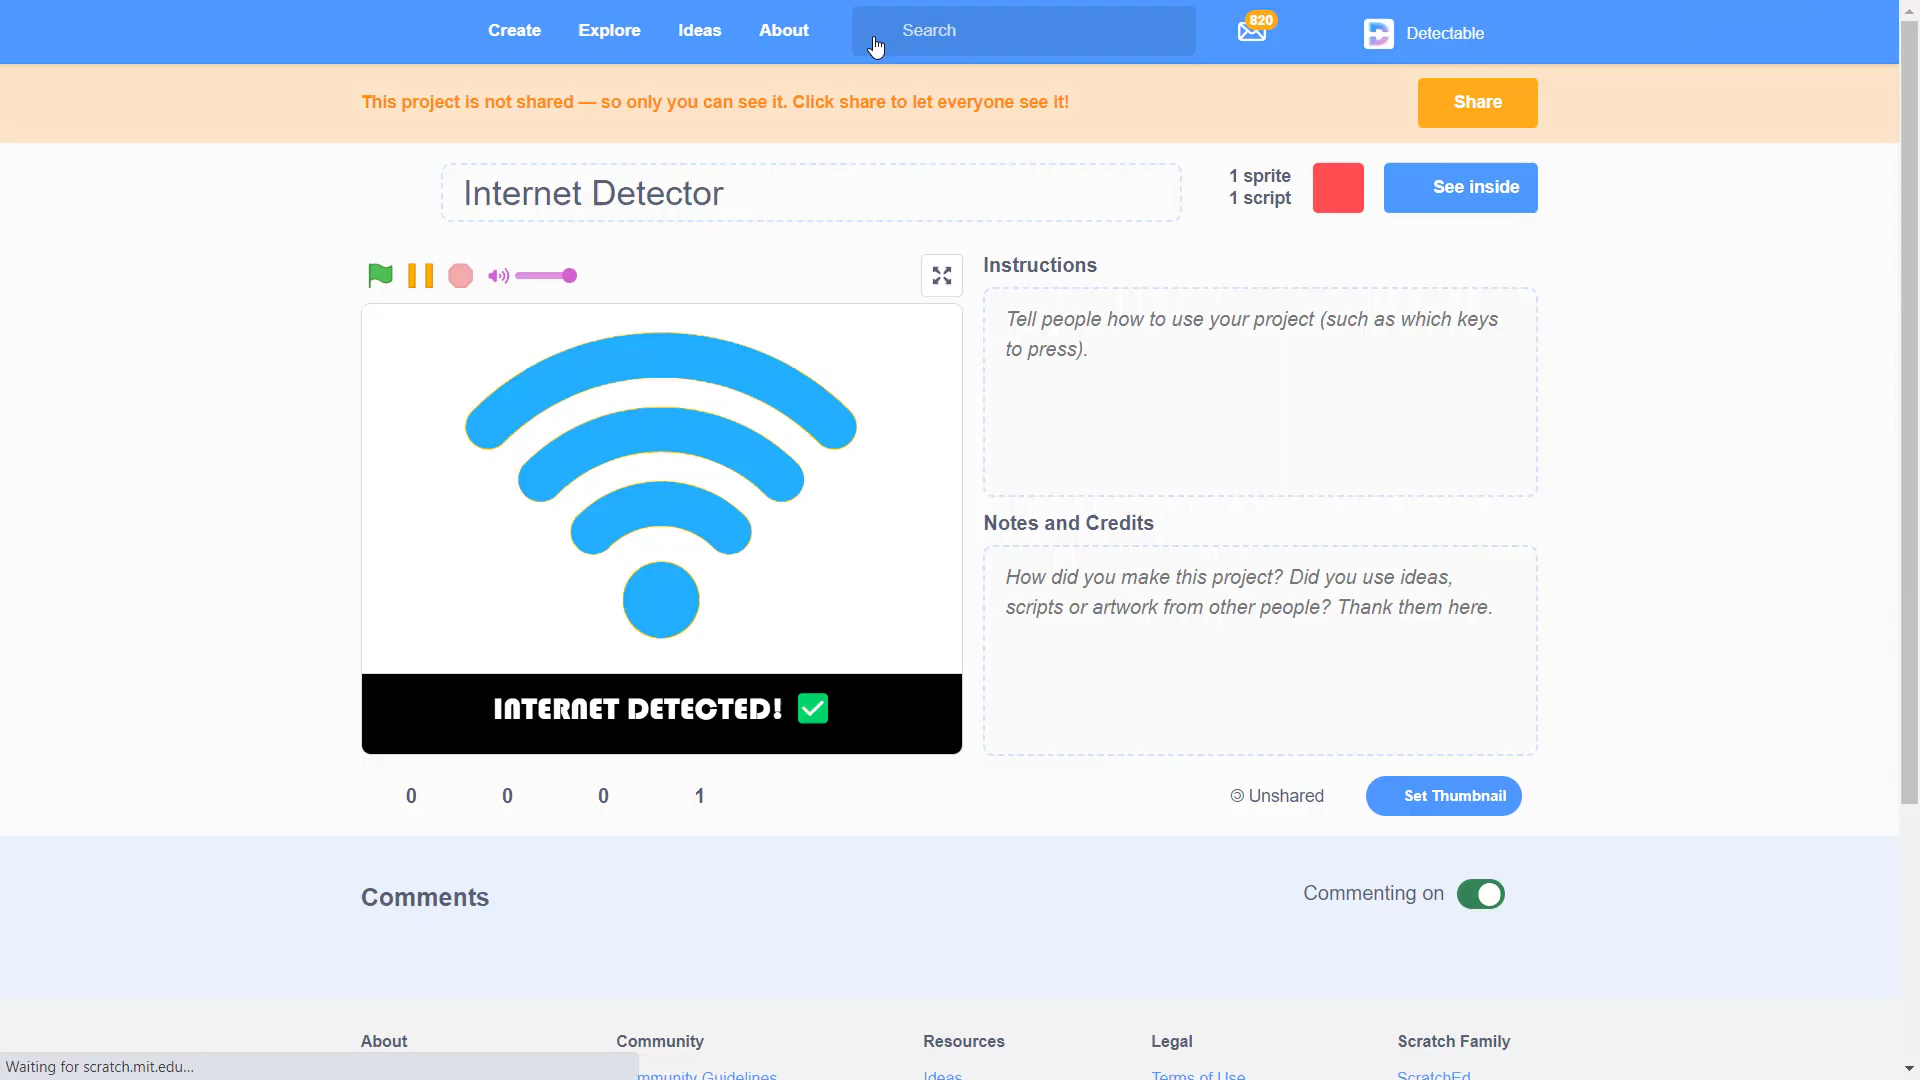 Create
Explore
Ideas
About
Search
820
Detectable
This project is not shared — so only you can see it. Click share to let everyone see it!
Share
Internet Detector
1 sprite
1 script
See inside
Instructions
Tell people how to use your project (such as which keys
to press).
INTERNET DETECTED!
Notes and Credits
How did you make this project? Did you use ideas,
scripts or artwork from other people? Thank them here.
0
0
0
1
Unshared
Set Thumbnail
Comments
Commenting on
About
Community
Resources
Legal
Scratch Family
Waiting for scratch.mit.edu...
mmunity Guidelines
Ideas
Terms of Use
ScratchEd